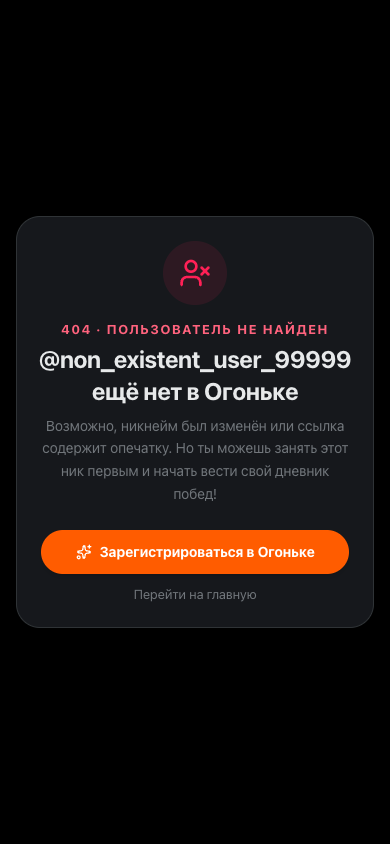 404 · ПОЛЬЗОВАТЕЛЬ НЕ НАЙДЕН
@non_existent_user_99999
ещё нет в Огоньке
Возможно, никнейм был изменён или ссылка
содержит опечатку. Но ты можешь занять этот
ник первым и начать вести свой дневник
побед!
Зарегистрироваться в Огоньке
Перейти на главную